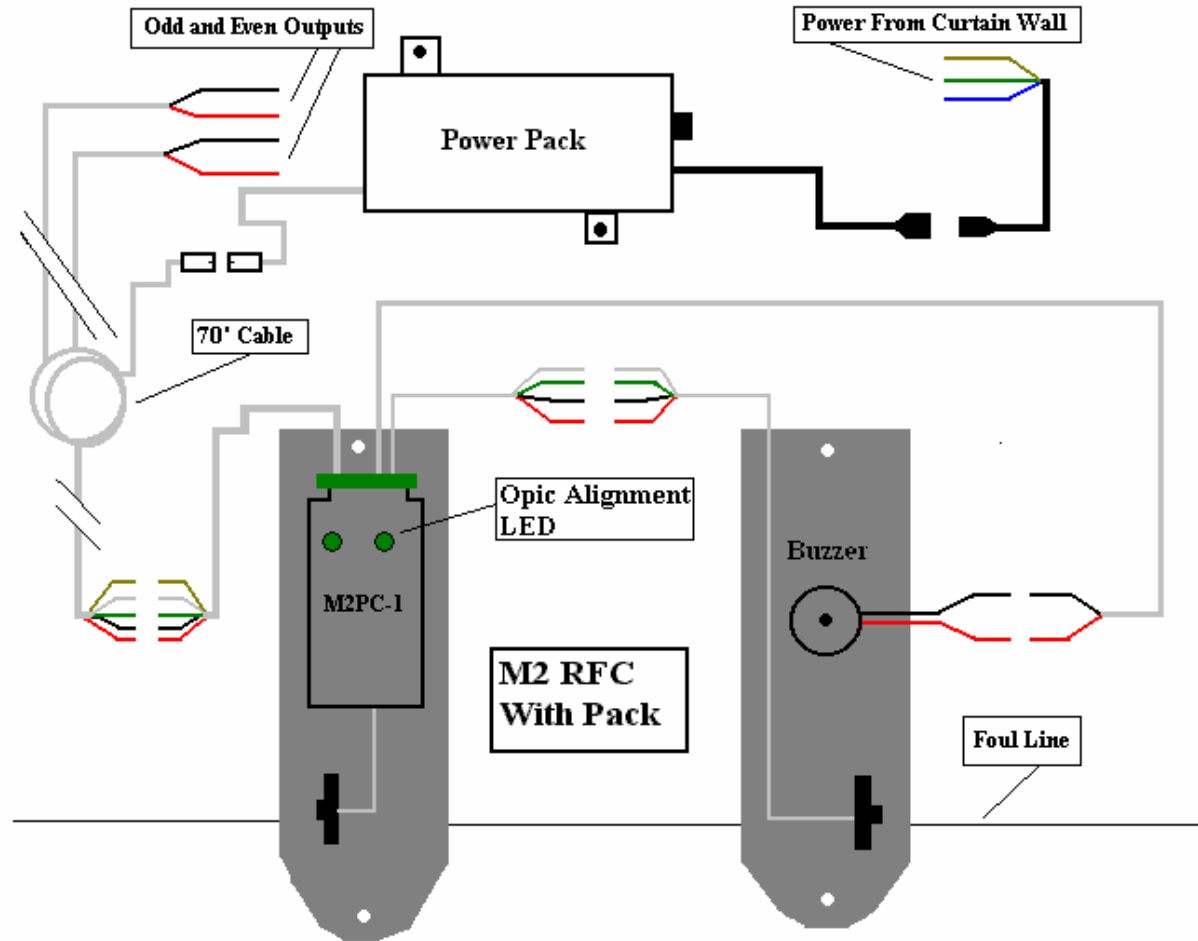 Odd and Even Outputs
Power From Curtain Wall
Power Pack
70' Cable
Opic Alignment
LED
Buzzer
M2PC-1
M2 RFC
With Pack
Foul Line